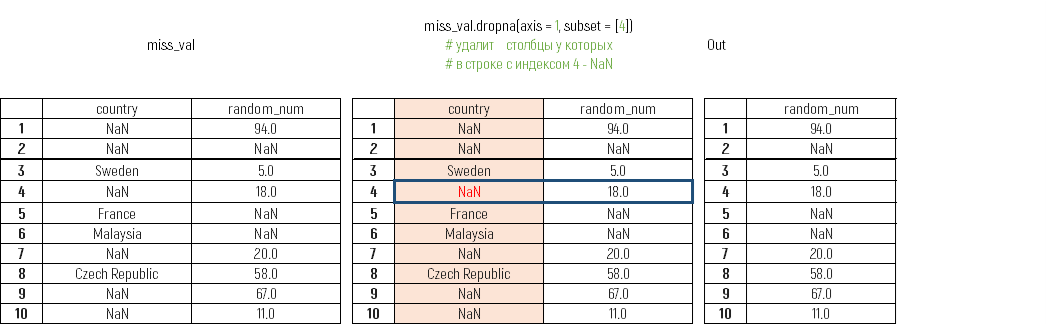 miss_val.dropna(axis = 1, subset = [4])
miss_val # удалит столбцы у которых Out
# в строке с индексом 4 - NaN
country random_num country random_num random_num
1 NaN 94.0 1 NaN 94.0 1 94.0
2 NaN NaN 2 NaN NaN 2 NaN
3 Sweden 5.0 3 Sweden 5.0 3 5.0
4 NaN 18.0 4 NaN 18.0 4 18.0
5 France NaN 5 France NaN 5 NaN
6 Malaysia NaN 6 Malaysia NaN 6 NaN
7 NaN 20.0 7 NaN 20.0 7 20.0
8 Czech Republic 58.0 8 Czech Republic 58.0 8 58.0
9 NaN 67.0 9 NaN 67.0 9 67.0
10 NaN 11.0 10 NaN 11.0 10 11.0